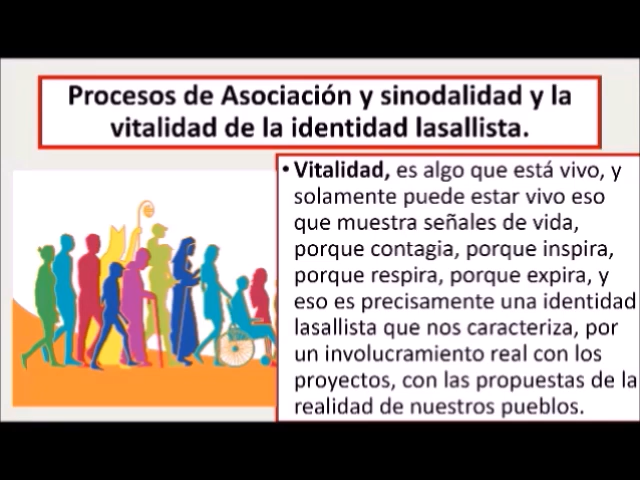 Procesos de Asociación y sinodalidad y la
vitalidad de la identidad lasallista.
• Vitalidad, es algo que está vivo, y
solamente puede estar vivo eso
que muestra señales de vida,
porque contagia, porque inspira,
porque respira, porque expira, y
eso es precisamente una identidad
lasallista que nos caracteriza, por
un involucramiento real con los
proyectos, con las propuestas de la
realidad de nuestros pueblos.